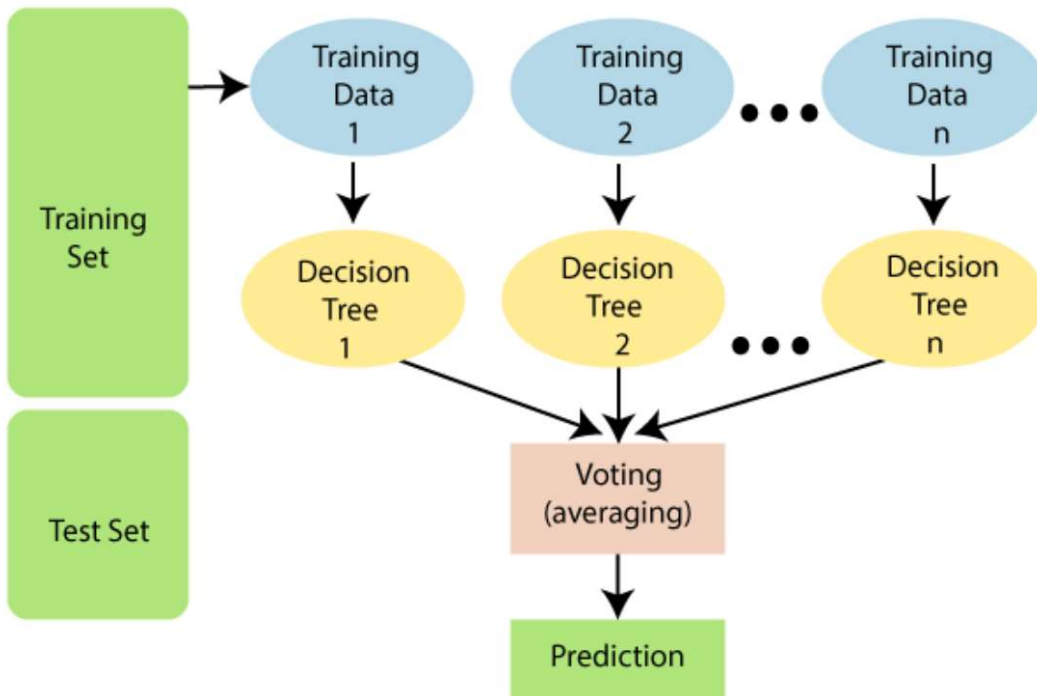 Training
Data
1
Training
Data
2
Training
Data
n
Training
Set
Decision
Tree
1
Decision
Tree
2
Decision
Tree
n
Test Set
Voting
(averaging)
Prediction